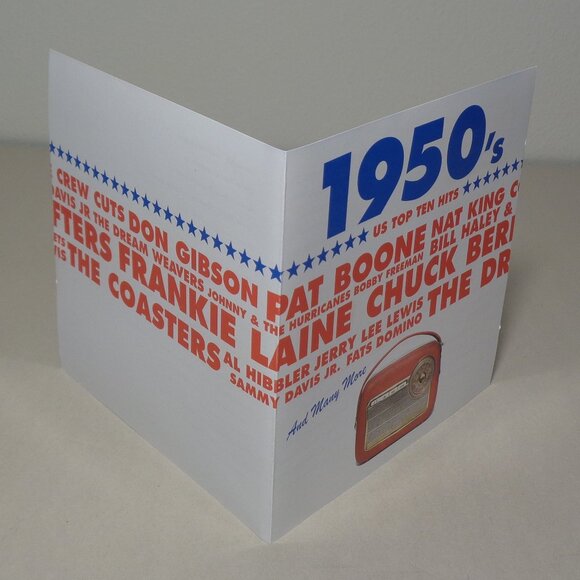 1950's
US TOP TEN HITS
CREW CUTS DON GIBSON PAT BOONE NAT KING C
DAVIS JR THE DREAM WEAVERS JOHNNY & THE HURRICANES BOBBY FREEMAN BILL HALEY &
FTERS FRANKIE LAINE CHUCK BER
THE COASTERS AL HIBBLER JERRY LEE LEWIS THE DR
SAMMY DAVIS JR. FATS DOMINO
And Many More